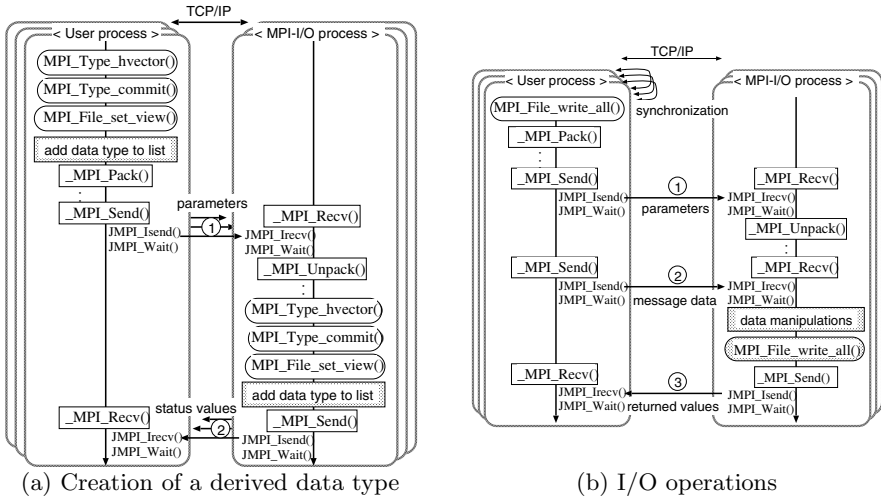 TCP/IP
< User process >
< MPI-I/O process >
MPI_Type_hvector()
MPI_Type_commit()
MPI_File_set_view()
add data type to list
_MPI_Pack()
_MPI_Send()
JMPI_Isend()
JMPI_Wait()
parameters
1
_MPI_Recv()
JMPI_Irecv()
JMPI_Wait()
_MPI_Unpack()
MPI_Type_hvector()
MPI_Type_commit()
MPI_File_set_view()
add data type to list
_MPI_Send()
JMPI_Isend()
JMPI_Wait()
status values
2
_MPI_Recv()
JMPI_Irecv()
JMPI_Wait()
(a) Creation of a derived data type
TCP/IP
< User process >
< MPI-I/O process >
synchronization
MPI_File_write_all()
_MPI_Pack()
_MPI_Send()
JMPI_Isend()
JMPI_Wait()
1
parameters
_MPI_Recv()
JMPI_Irecv()
JMPI_Wait()
_MPI_Unpack()
_MPI_Send()
JMPI_Isend()
JMPI_Wait()
2
message data
_MPI_Recv()
JMPI_Irecv()
JMPI_Wait()
data manipulations
MPI_File_write_all()
_MPI_Send()
JMPI_Isend()
JMPI_Wait()
3
returned values
_MPI_Recv()
JMPI_Irecv()
JMPI_Wait()
(b) I/O operations